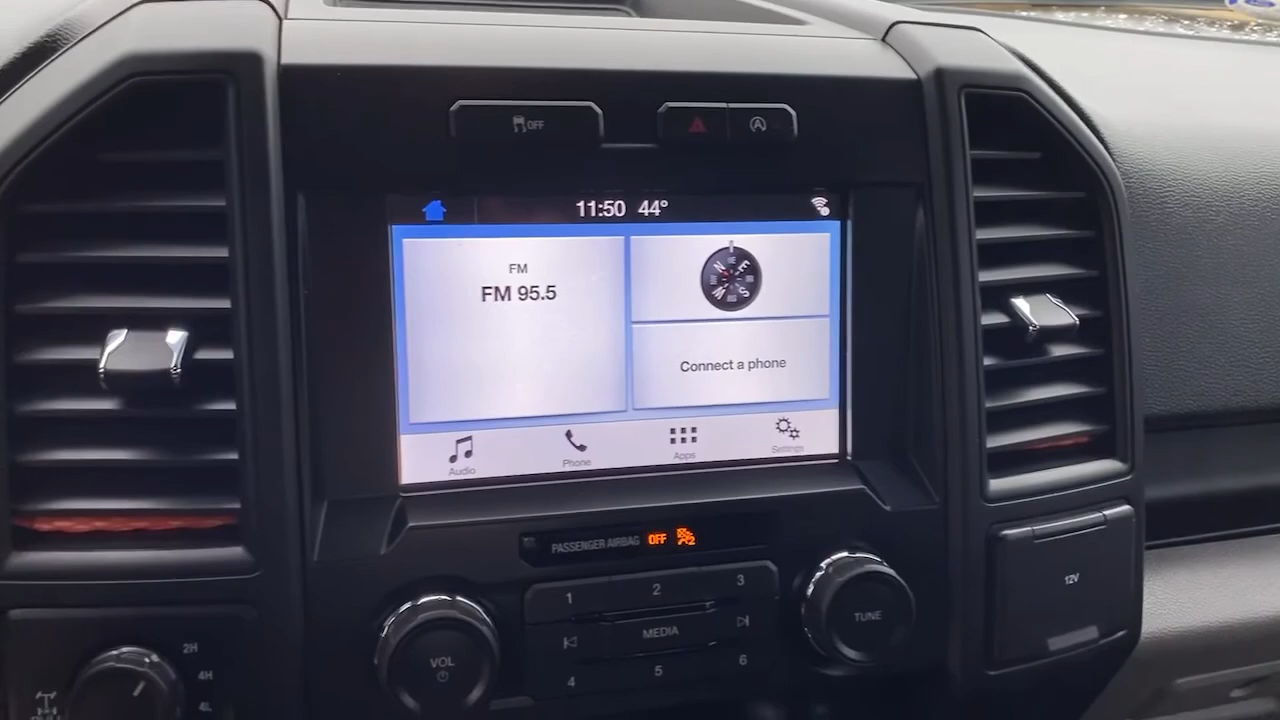 OFF
11:50 44°
FM
FM 95.5
N E S W
Connect a phone
Audio
Phone
Apps
Settings
PASSENGER AIRBAG OFF
1 2 3
MEDIA
4 5 6
VOL
TUNE
12V
2H
4H
4L